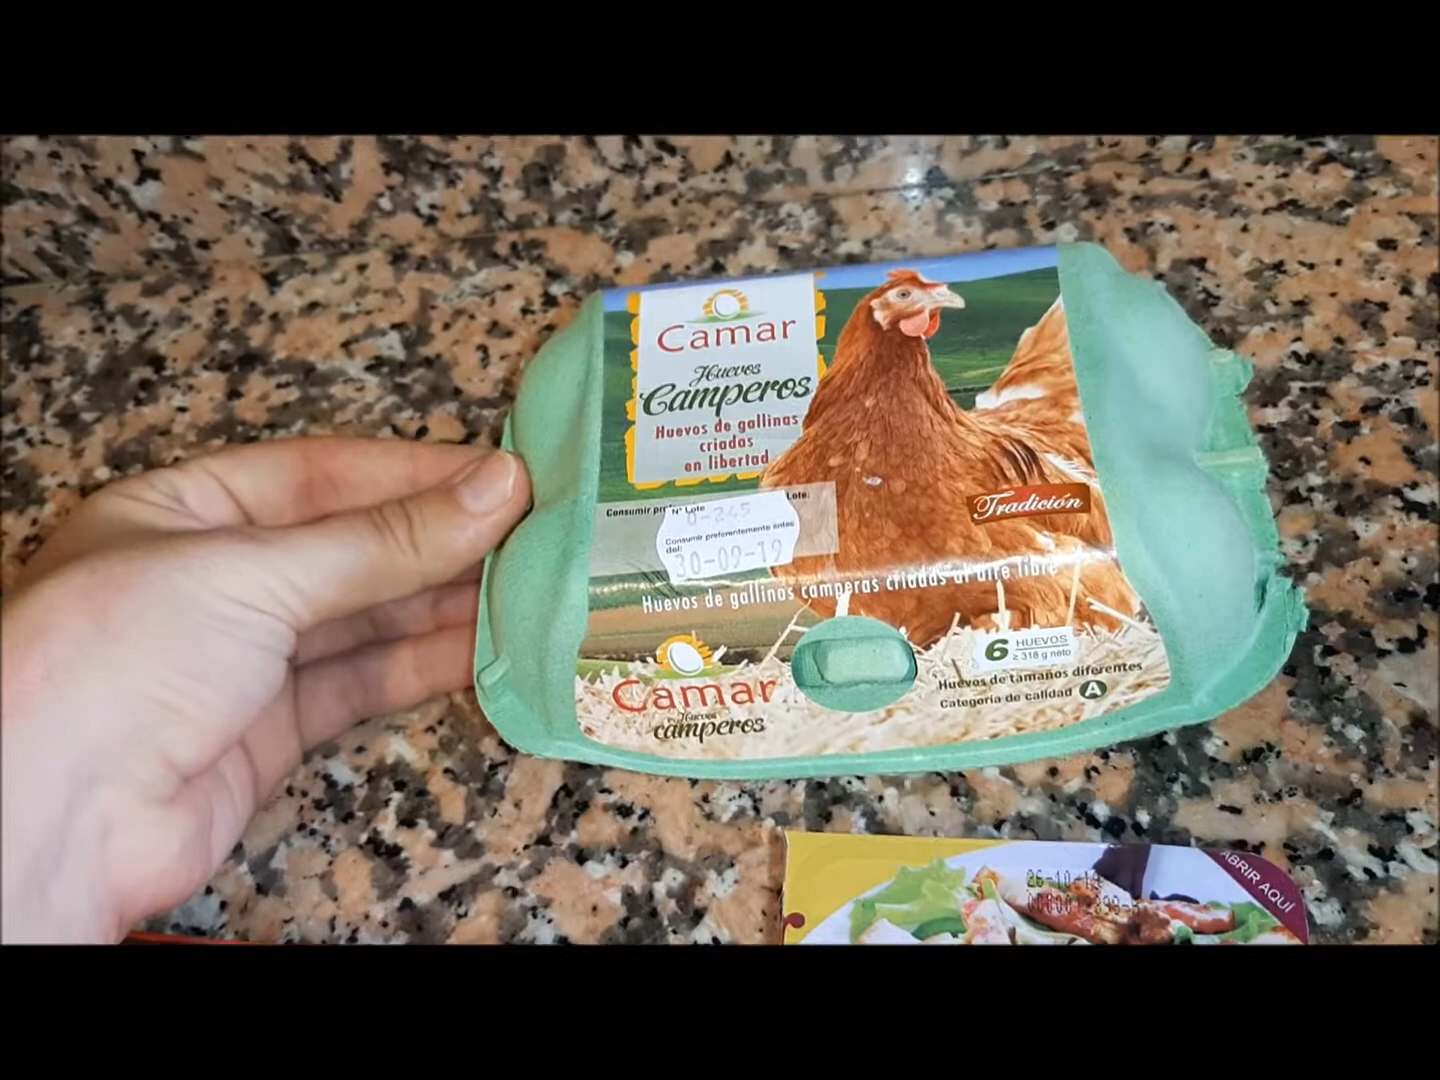 Camar
Huevos
Camperos
Huevos de gallinas
criadas
en libertad
Tradición
Consumir
Lote:
Nº Lote
0-245
Consumir preferentemente antes
del:
30-09-19
Huevos de gallinas camperas criadas al aire libre
6 HUEVOS
≥ 318 g neto
Camar
Huevos
camperos
Huevos de tamaños diferentes
Categoría de calidad A
ABRIR AQUÍ
26-10-19